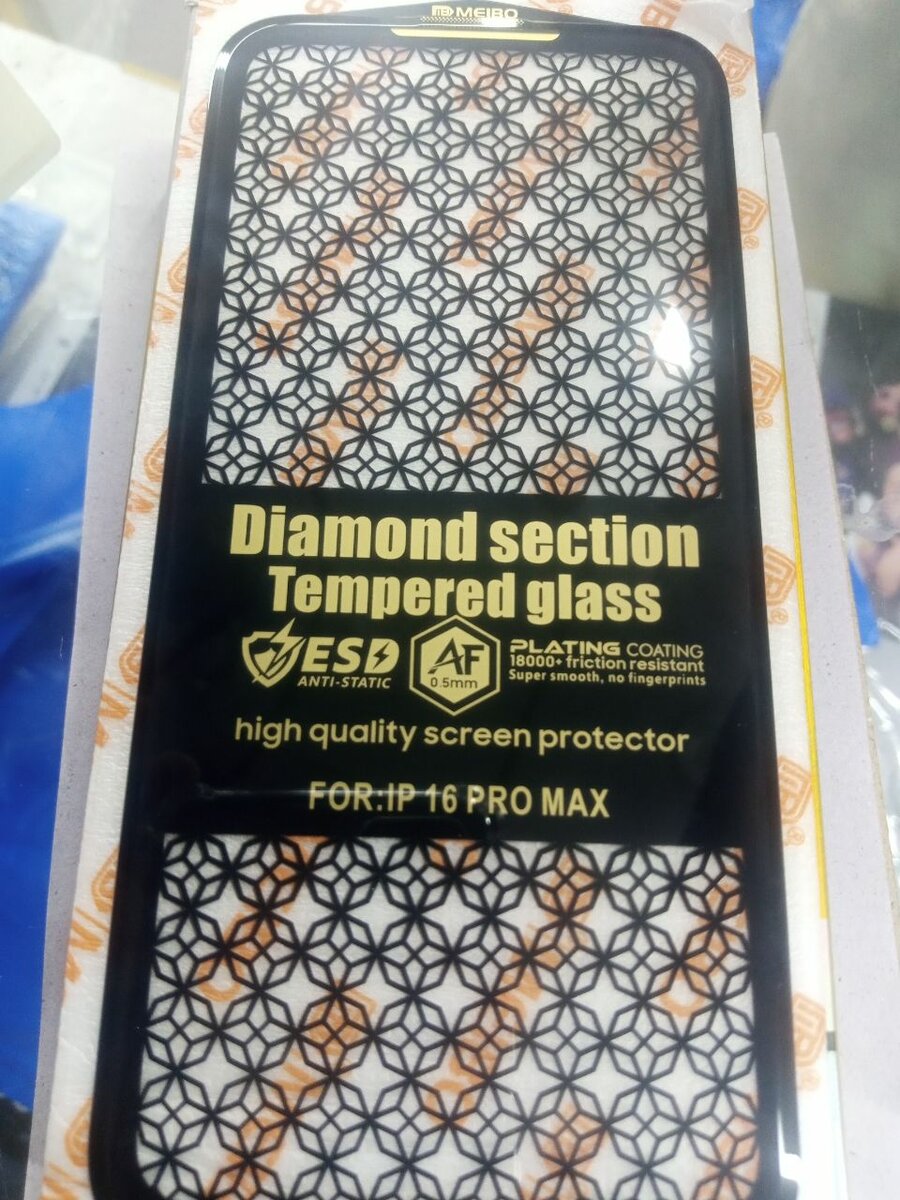 MEIBO
Diamond section
Tempered glass
ESD
ANTI-STATIC
AF
0.5mm
PLATING COATING
18000+ friction resistant
Super smooth, no fingerprints
high quality screen protector
FOR:IP 16 PRO MAX